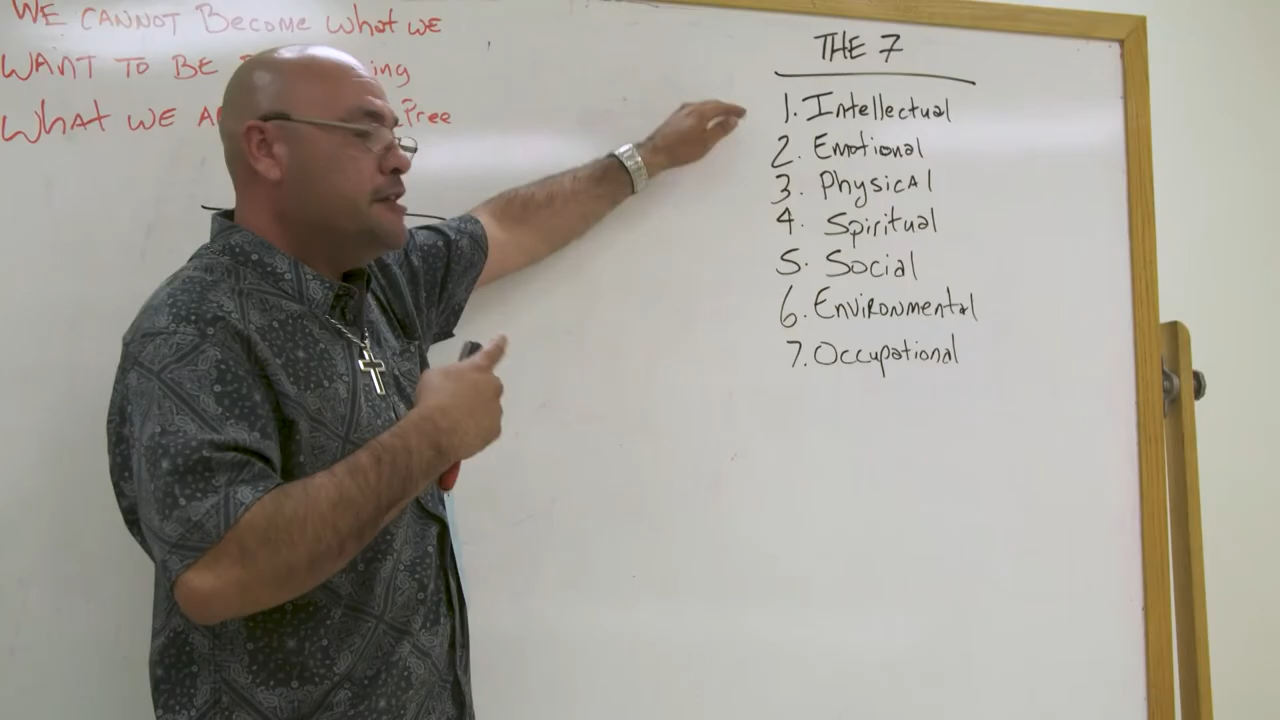 WE CANNOT Become what we
WANT TO BE ing
What WE free
THE 7
1. Intellectual
2. Emotional
3. Physical
4. Spiritual
5. Social
6. Environmental
7. Occupational